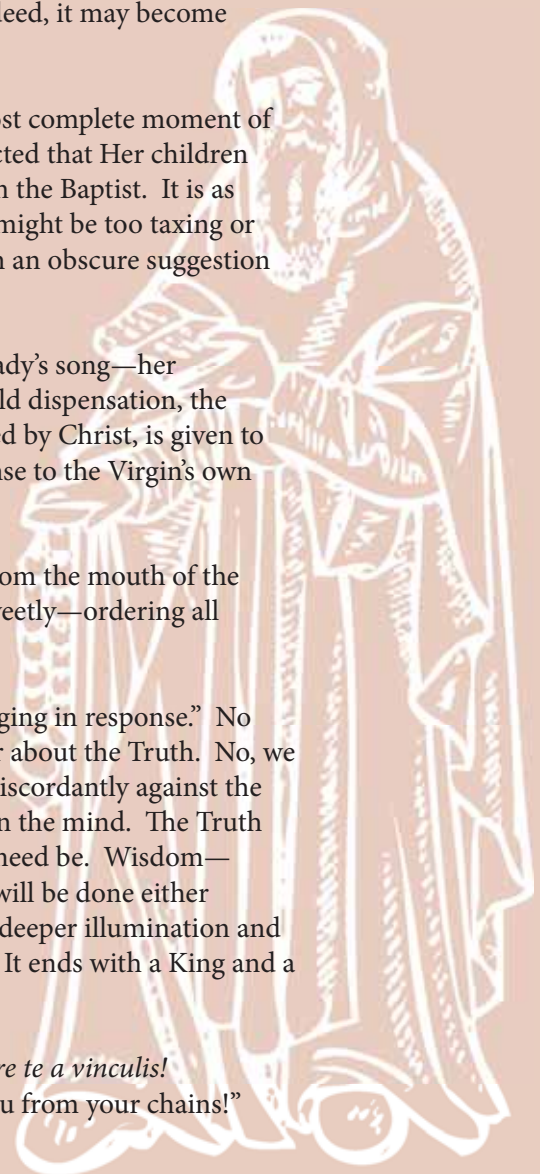 leed, it may become
ost complete moment of
cted that Her children
n the Baptist.  It is as
might be too taxing or
n an obscure suggestion
ady’s song—her
ld dispensation, the
ed by Christ, is given to
nse to the Virgin’s own
om the mouth of the
veetly—ordering all
ging in response.”  No
r about the Truth.  No, we
iscordantly against the
n the mind.  The Truth
need be.  Wisdom—
will be done either
deeper illumination and
It ends with a King and a
re te a vinculis!
u from your chains!”